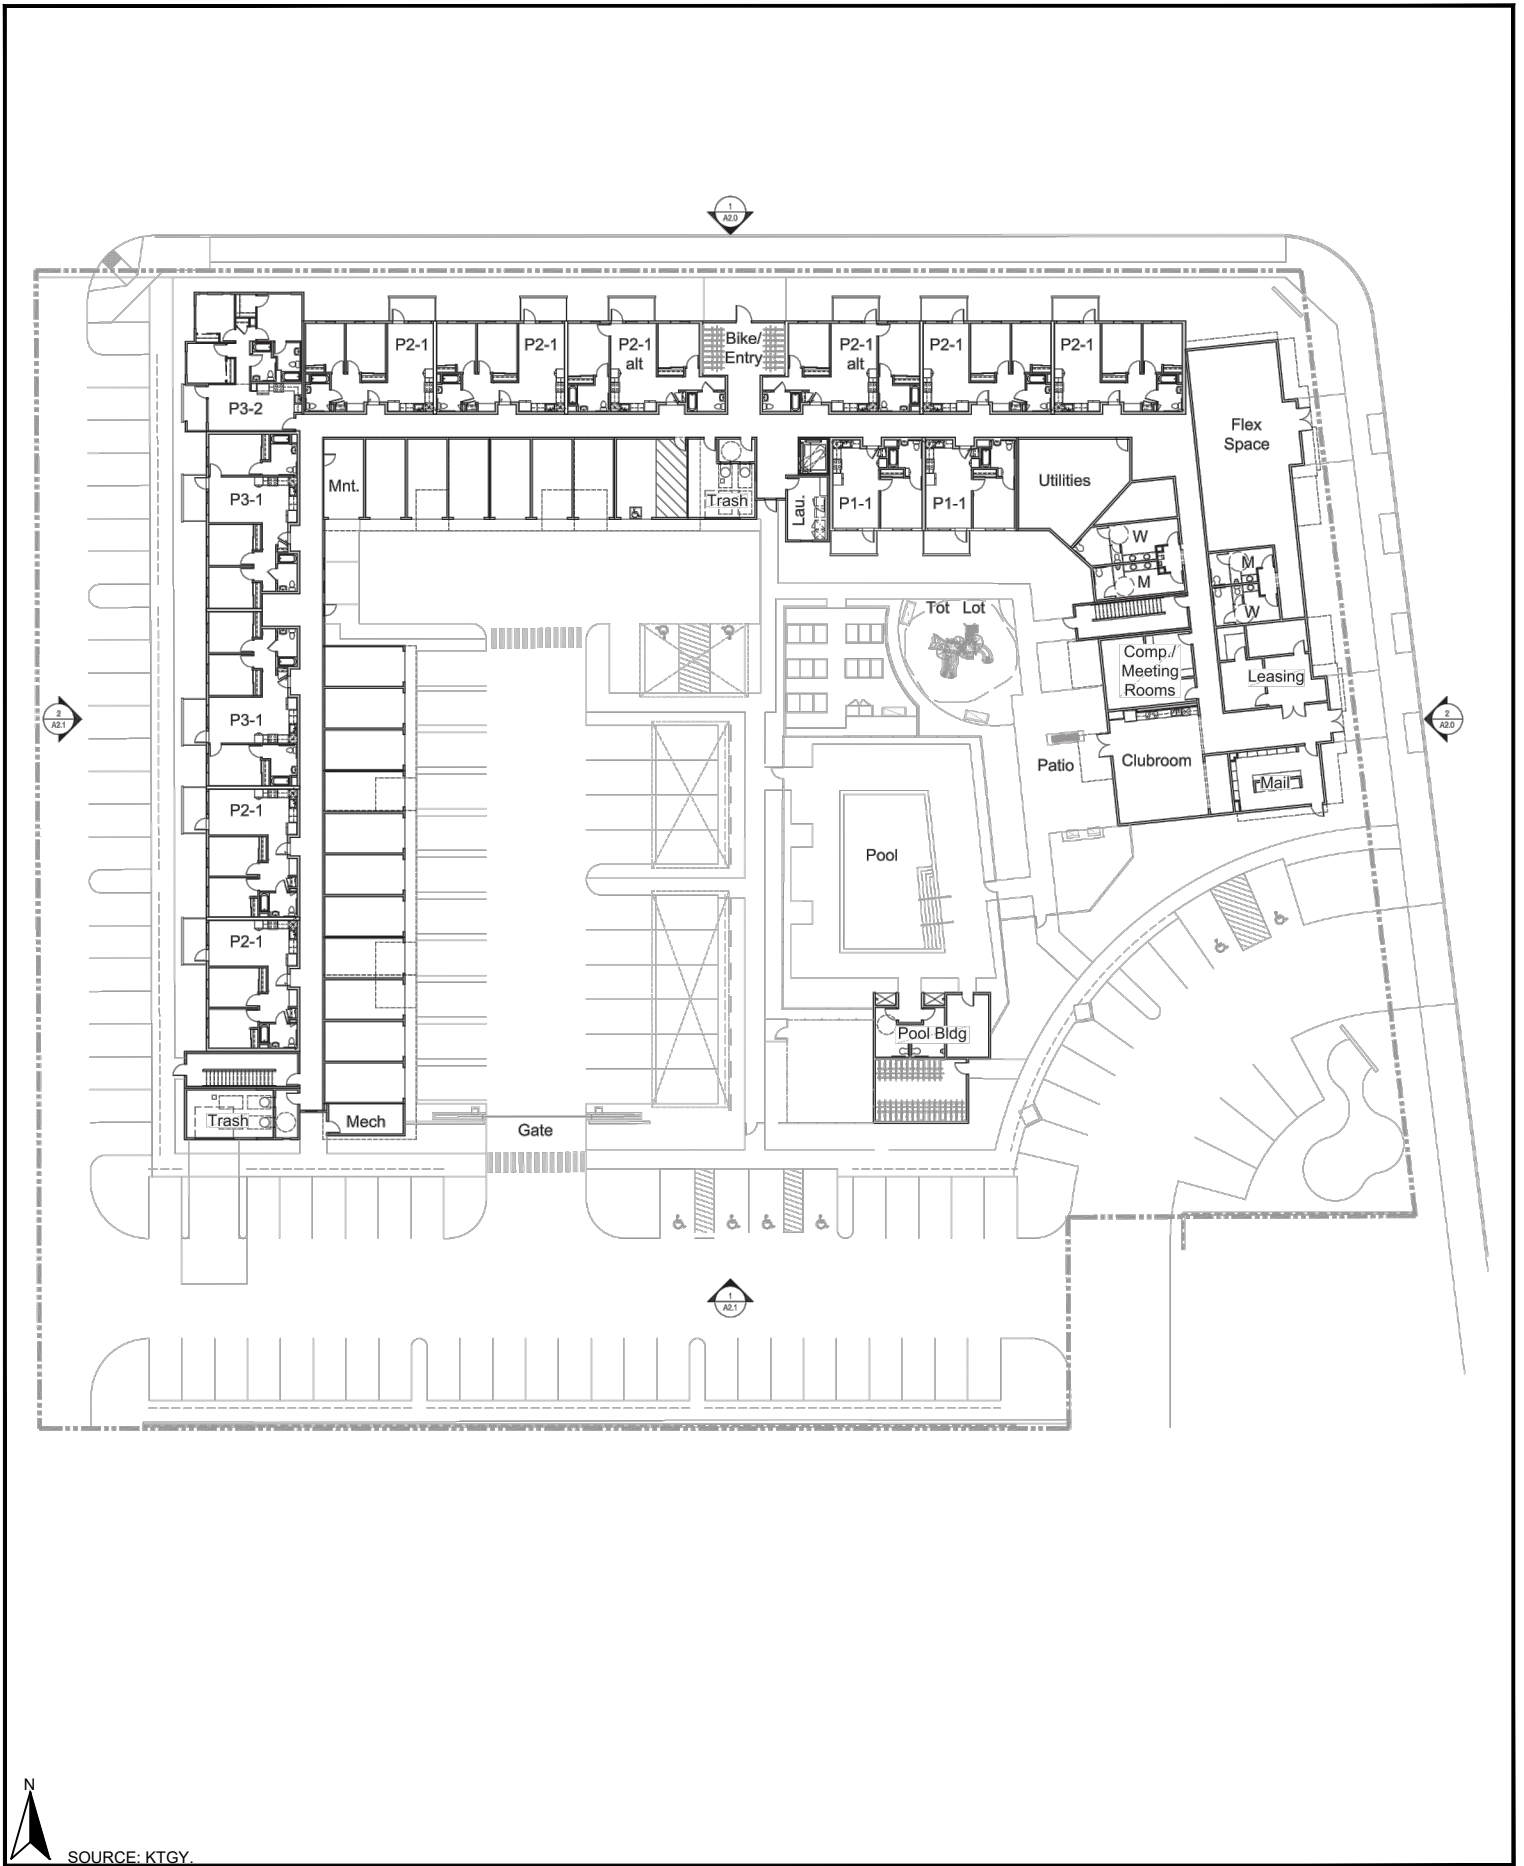 1
A2.0
P2-1
P2-1
P2-1
alt
Bike/
Entry
P2-1
alt
P2-1
P2-1
P3-2
Flex
Space
P3-1
Mnt.
Trash
Lau.
P1-1
P1-1
Utilities
W
M
M
W
Tot Lot
Comp./
Meeting
Rooms
Leasing
2
A2.1
P3-1
2
A2.0
Patio
Clubroom
Mail
P2-1
Pool
P2-1
Pool Bldg
Trash
Mech
Gate
1
A2.1
N
SOURCE: KTGY.